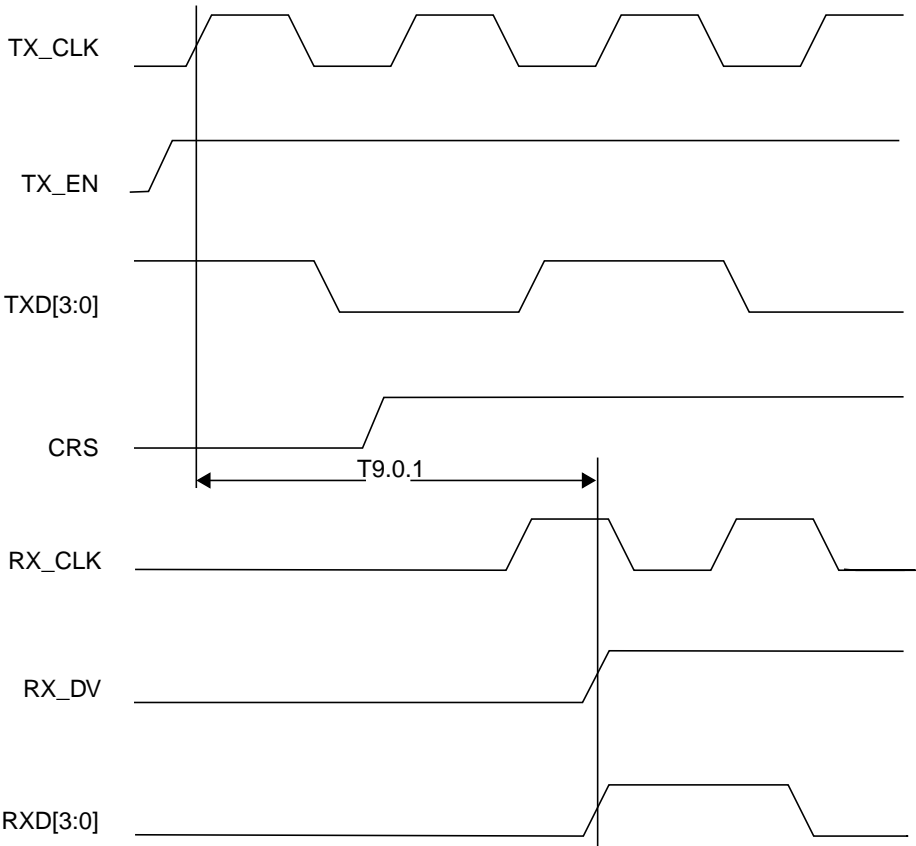 TX_CLK
TX_EN
TXD[3:0]
CRS
T9.0.1
RX_CLK
RX_DV
RXD[3:0]